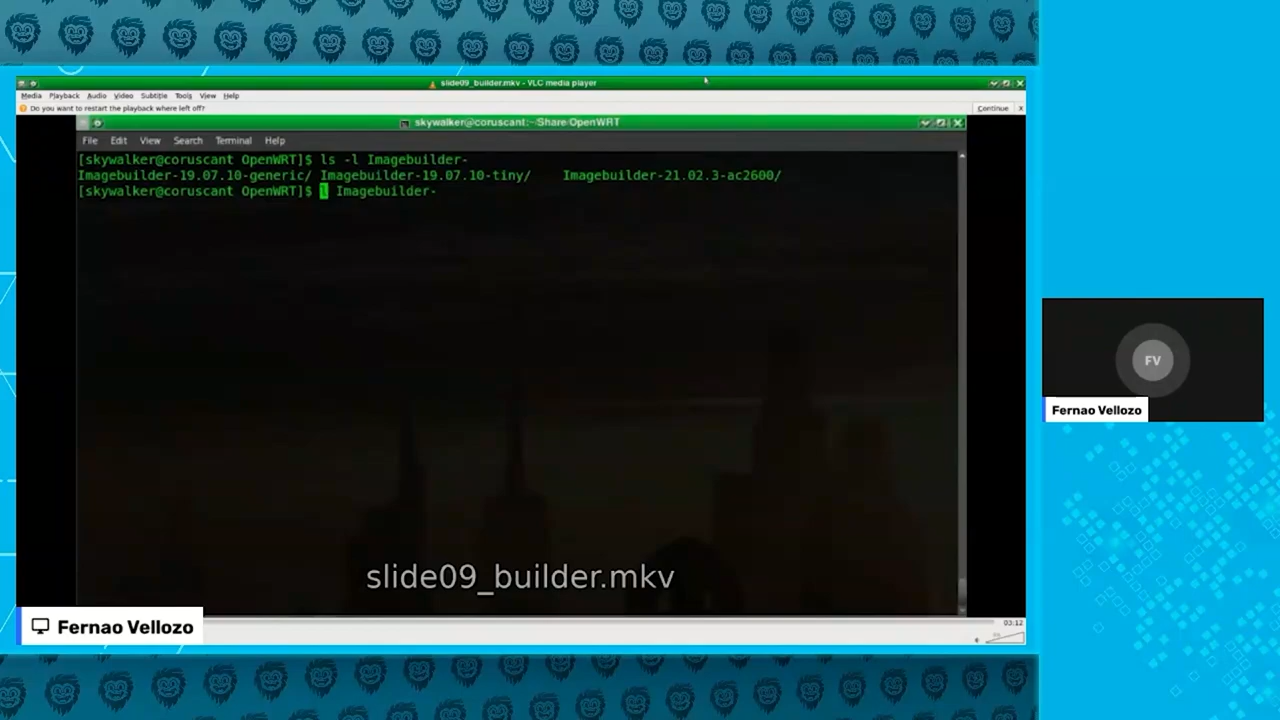 slide09_builder.mkv - VLC media player
Media Playback Audio Video Subtitle Tools View Help
Do you want to restart the playback where left off?
Continue x
skywalker@coruscant:~Share/OpenWRT
File Edit View Search Terminal Help
[skywalker@coruscant OpenWRT]$ ls -l Imagebuilder-
Imagebuilder-19.07.10-generic/ Imagebuilder-19.07.10-tiny/ Imagebuilder-21.02.3-ac2600/
[skywalker@coruscant OpenWRT]$ l Imagebuilder-
slide09_builder.mkv
03:12
Fernao Vellozo
FV
Fernao Vellozo